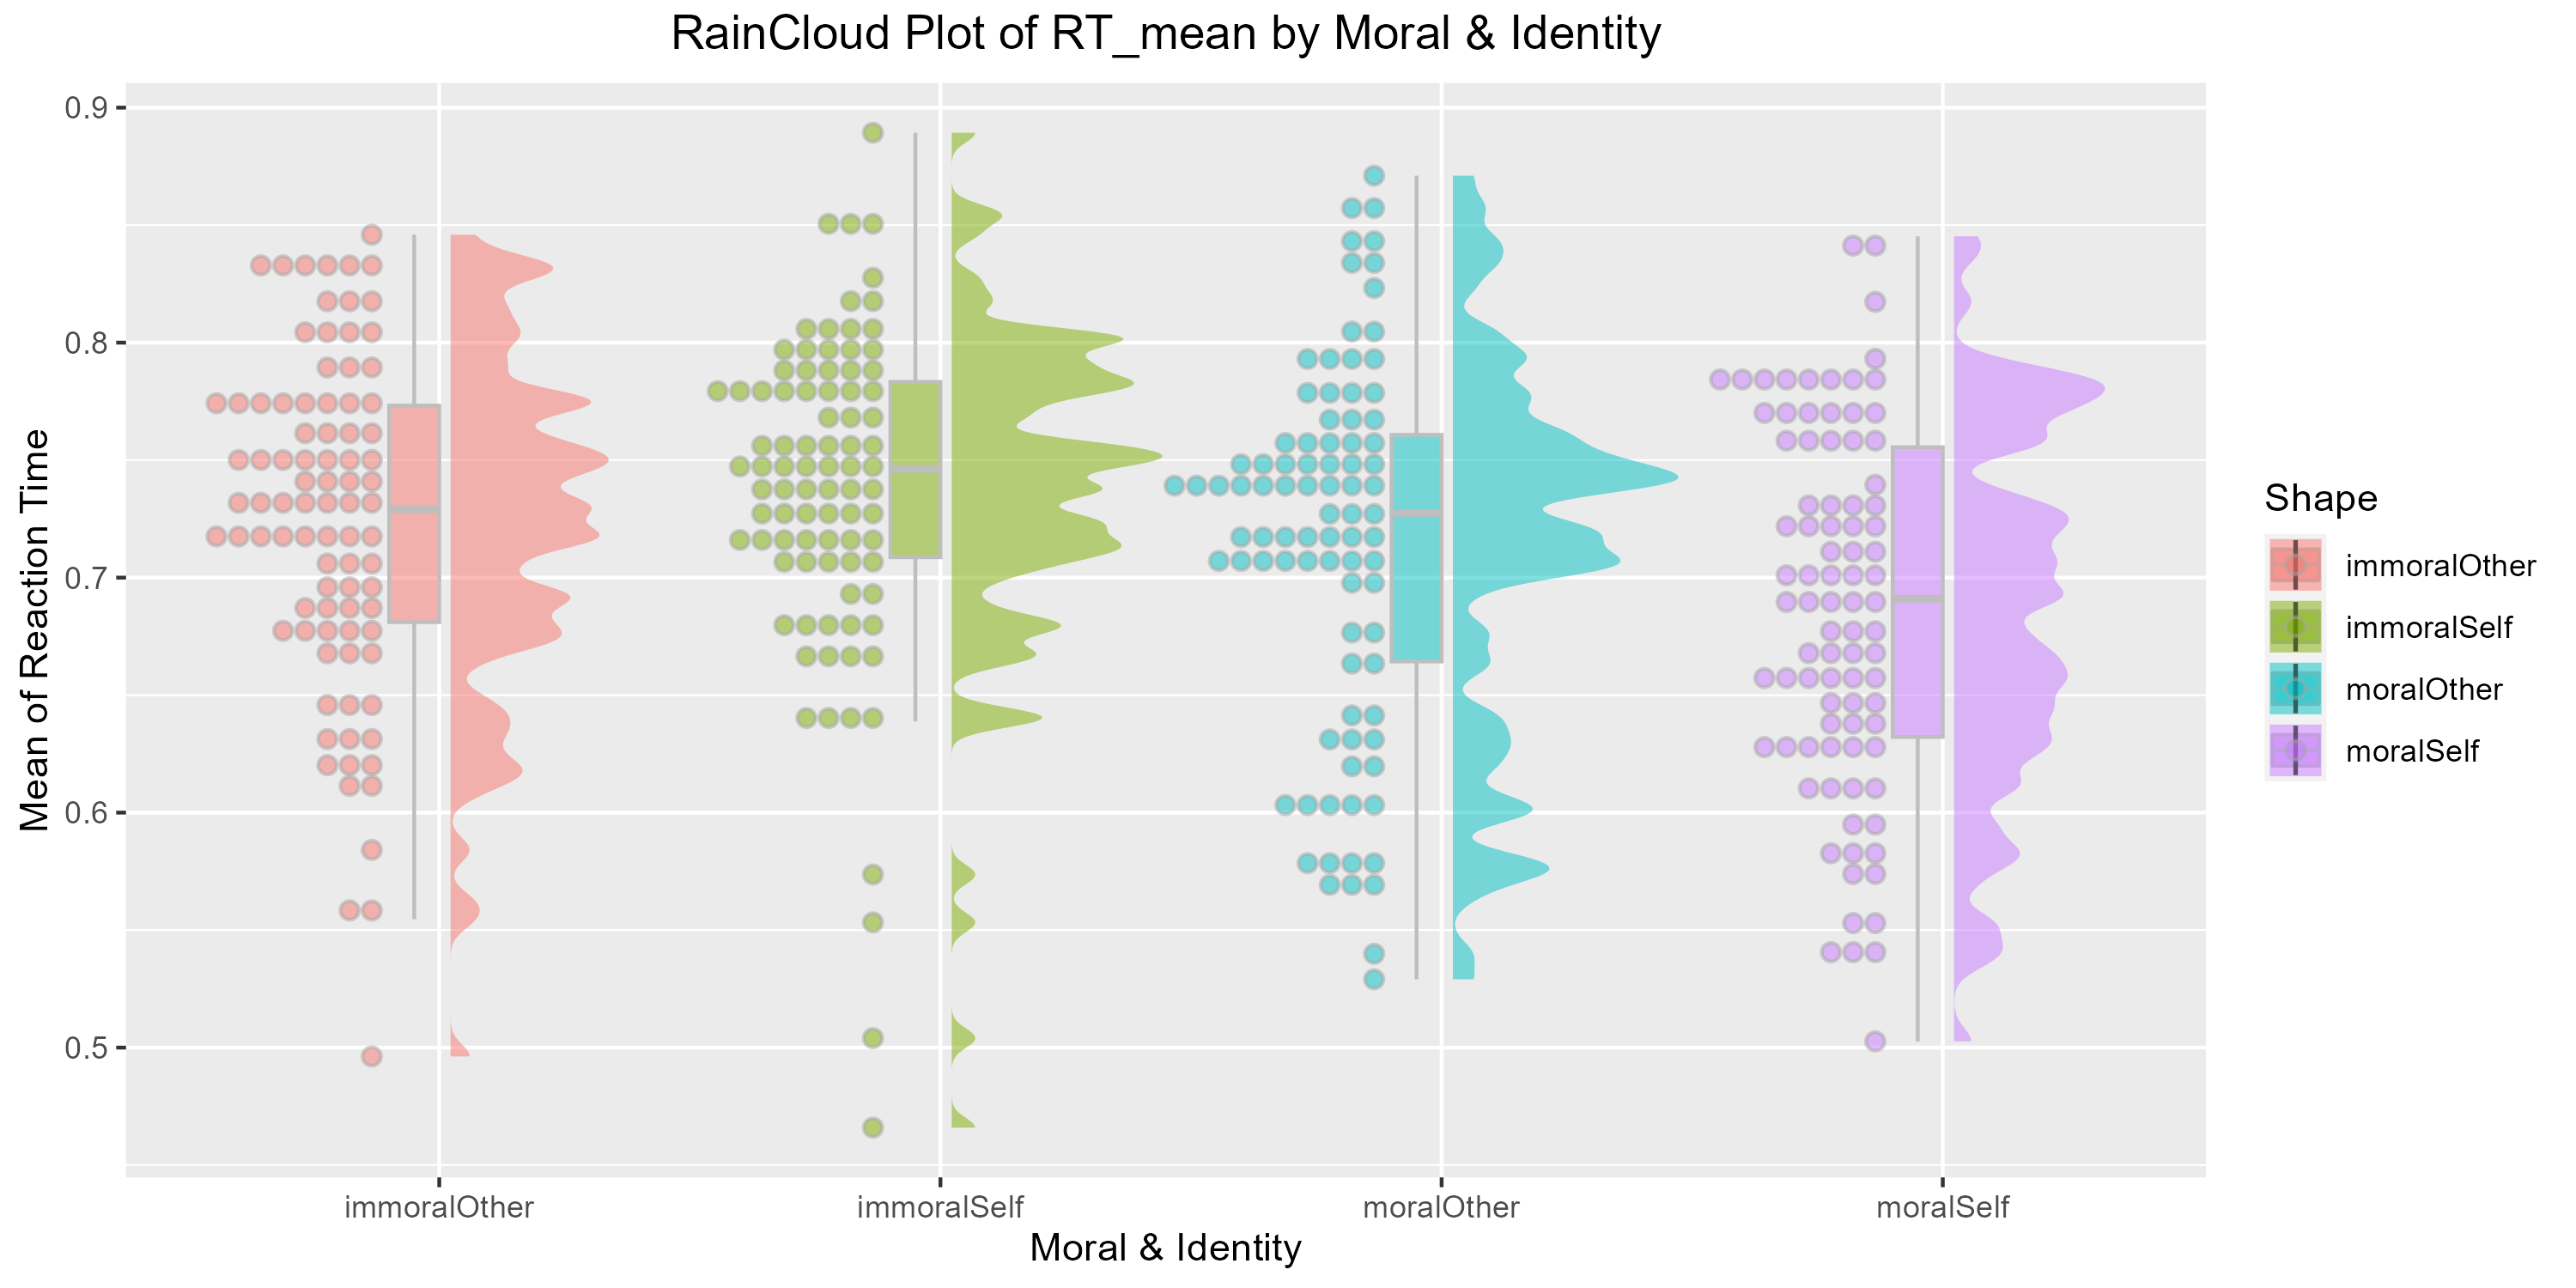 RainCloud Plot of RT_mean by Moral & Identity
0.9
0.8
0.7
0.6
0.5
Mean of Reaction Time
immoralOther
immoralSelf
moralOther
moralSelf
Moral & Identity
Shape
immoralOther
immoralSelf
moralOther
moralSelf